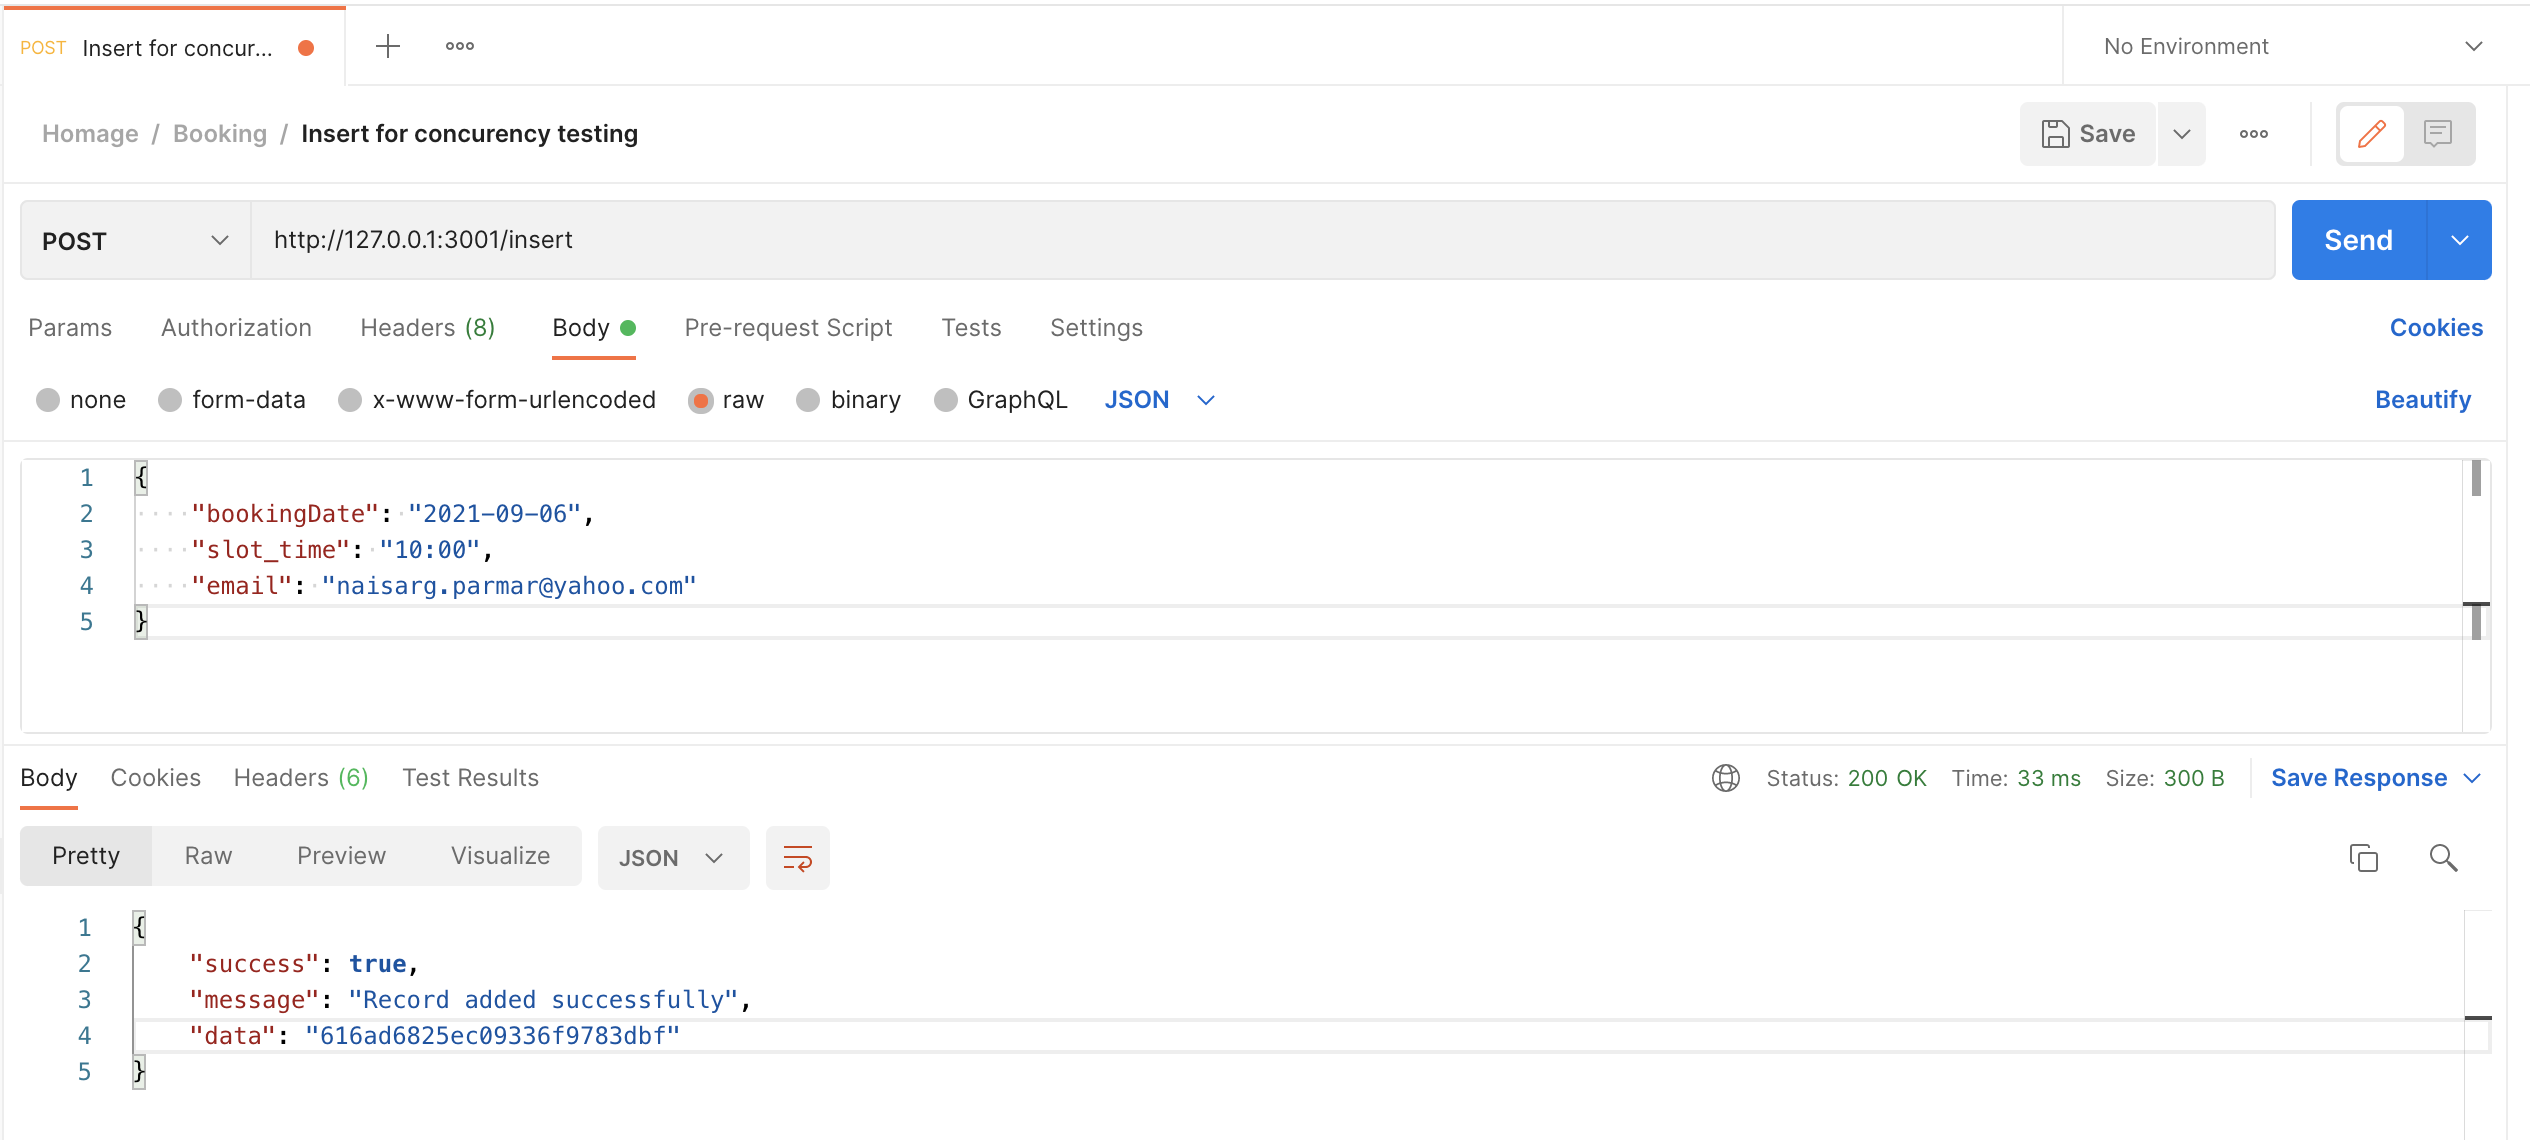 POST Insert for concur... No Environment
Homage / Booking / Insert for concurency testing Save
POST http://127.0.0.1:3001/insert Send
Params Authorization Headers (8) Body Pre-request Script Tests Settings Cookies
none form-data x-www-form-urlencoded raw binary GraphQL JSON Beautify
1 {
2 "bookingDate": "2021-09-06",
3 "slot_time": "10:00",
4 "email": "naisarg.parmar@yahoo.com"
5 }
Body Cookies Headers (6) Test Results Status: 200 OK Time: 33 ms Size: 300 B Save Response
Pretty Raw Preview Visualize JSON
1 {
2 "success": true,
3 "message": "Record added successfully",
4 "data": "616ad6825ec09336f9783dbf"
5 }